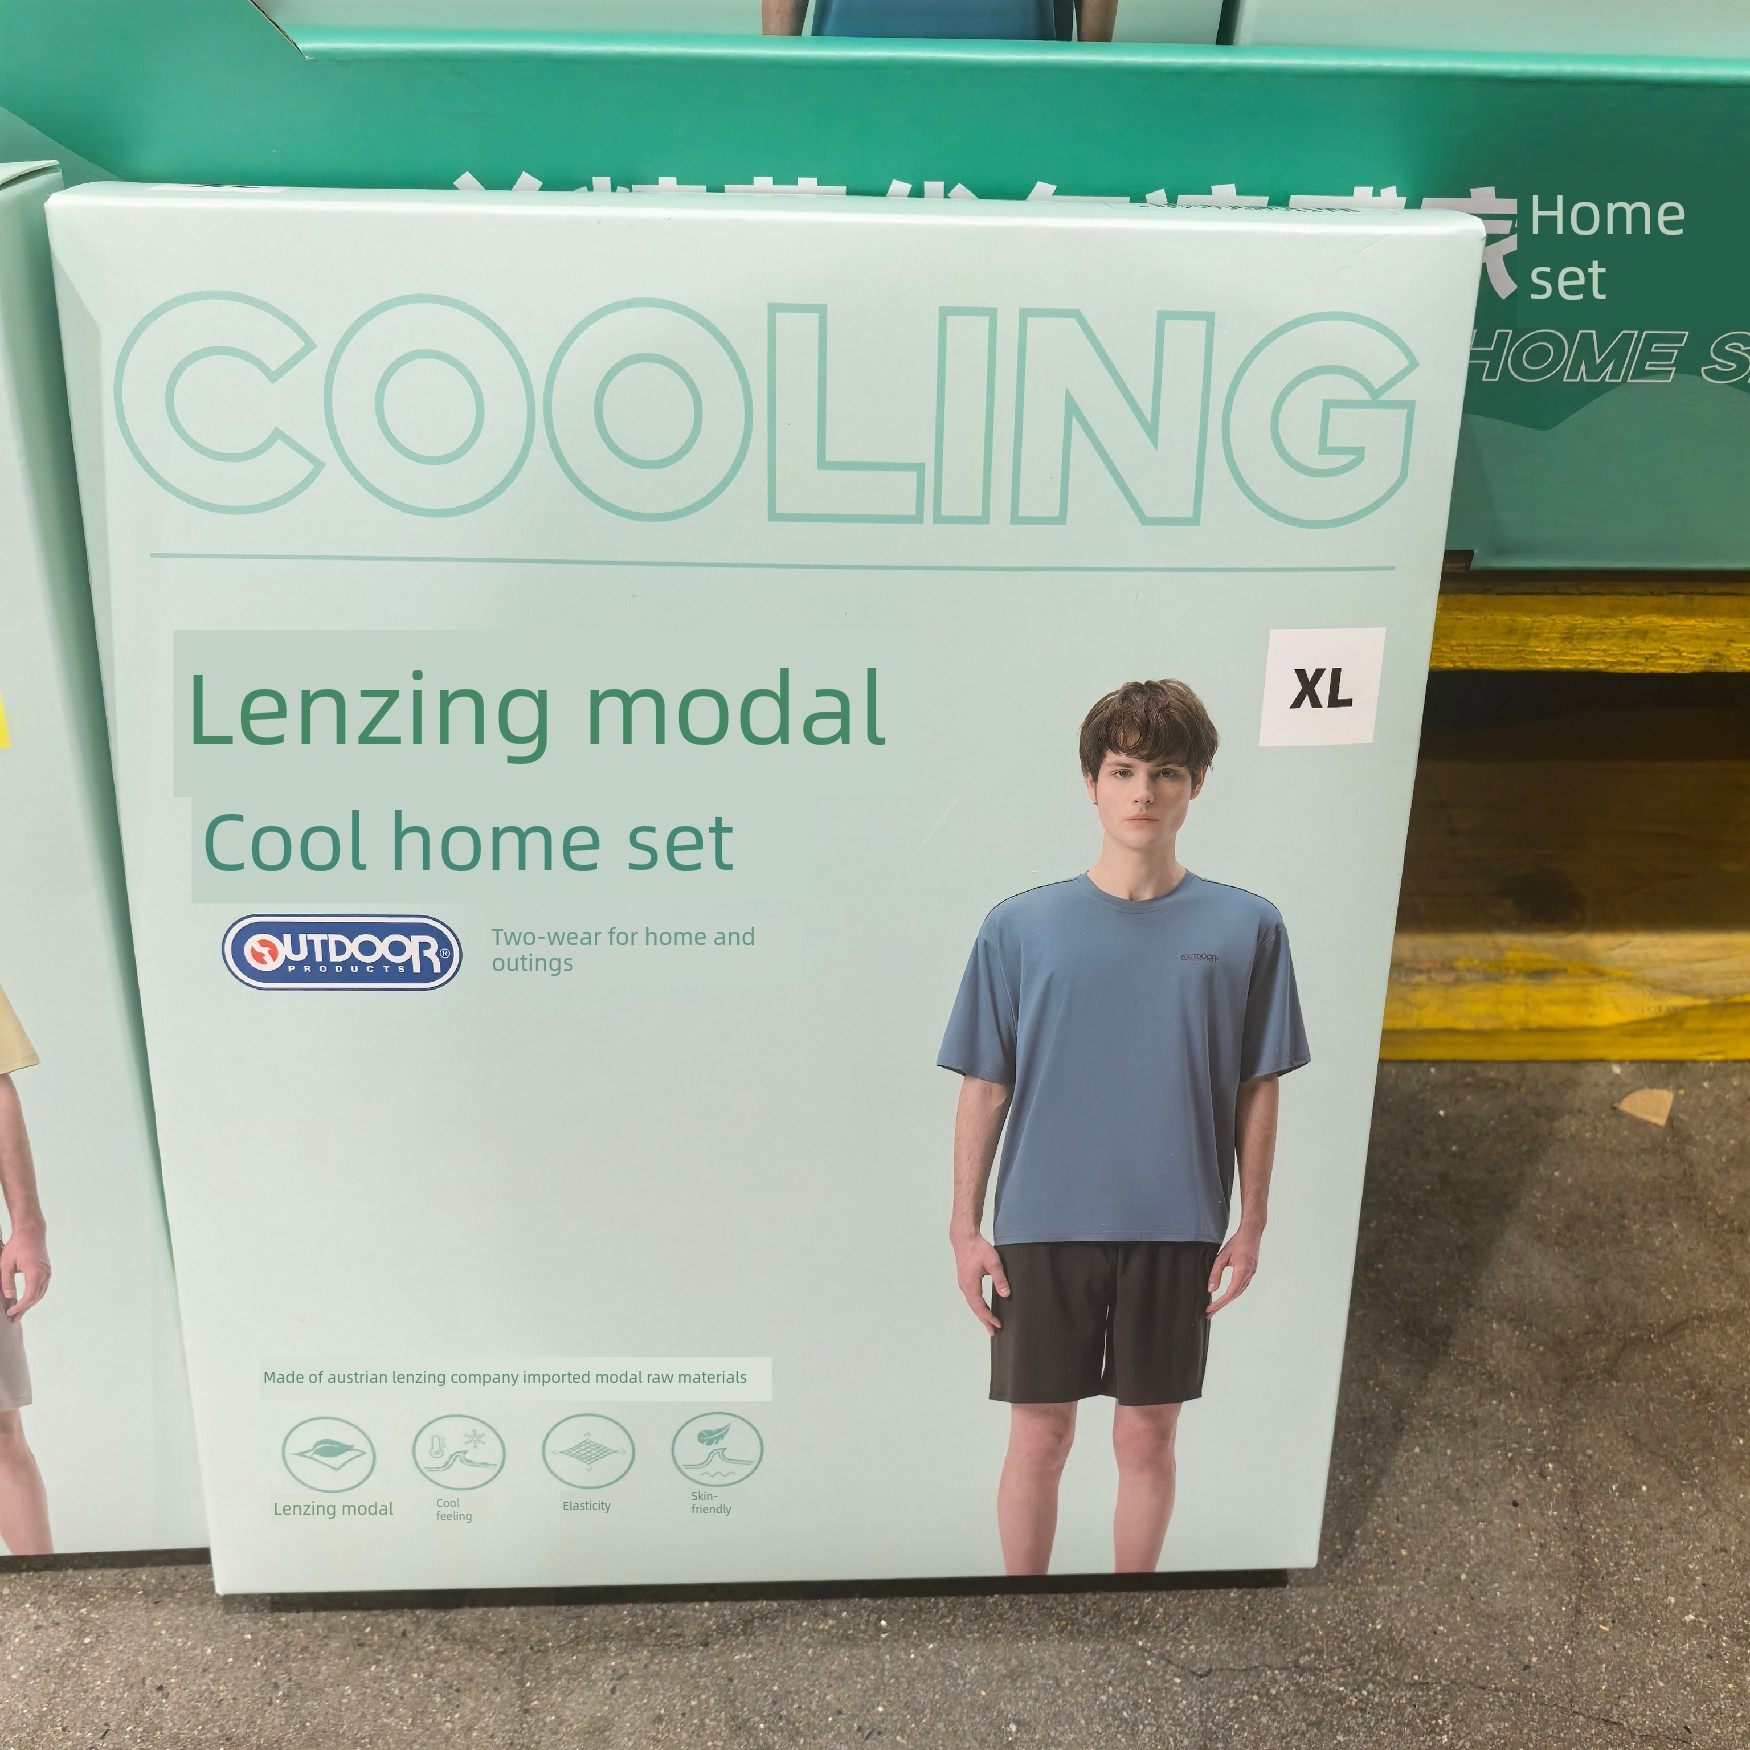 Home
set
HOME S
COOLING
XL
Lenzing modal
Cool home set
OUTDOOR®
PRODUCTS
Two-wear for home and
outings
OUTDOOR
Made of austrian lenzing company imported modal raw materials
Lenzing modal
Cool
feeling
Elasticity
Skin-
friendly